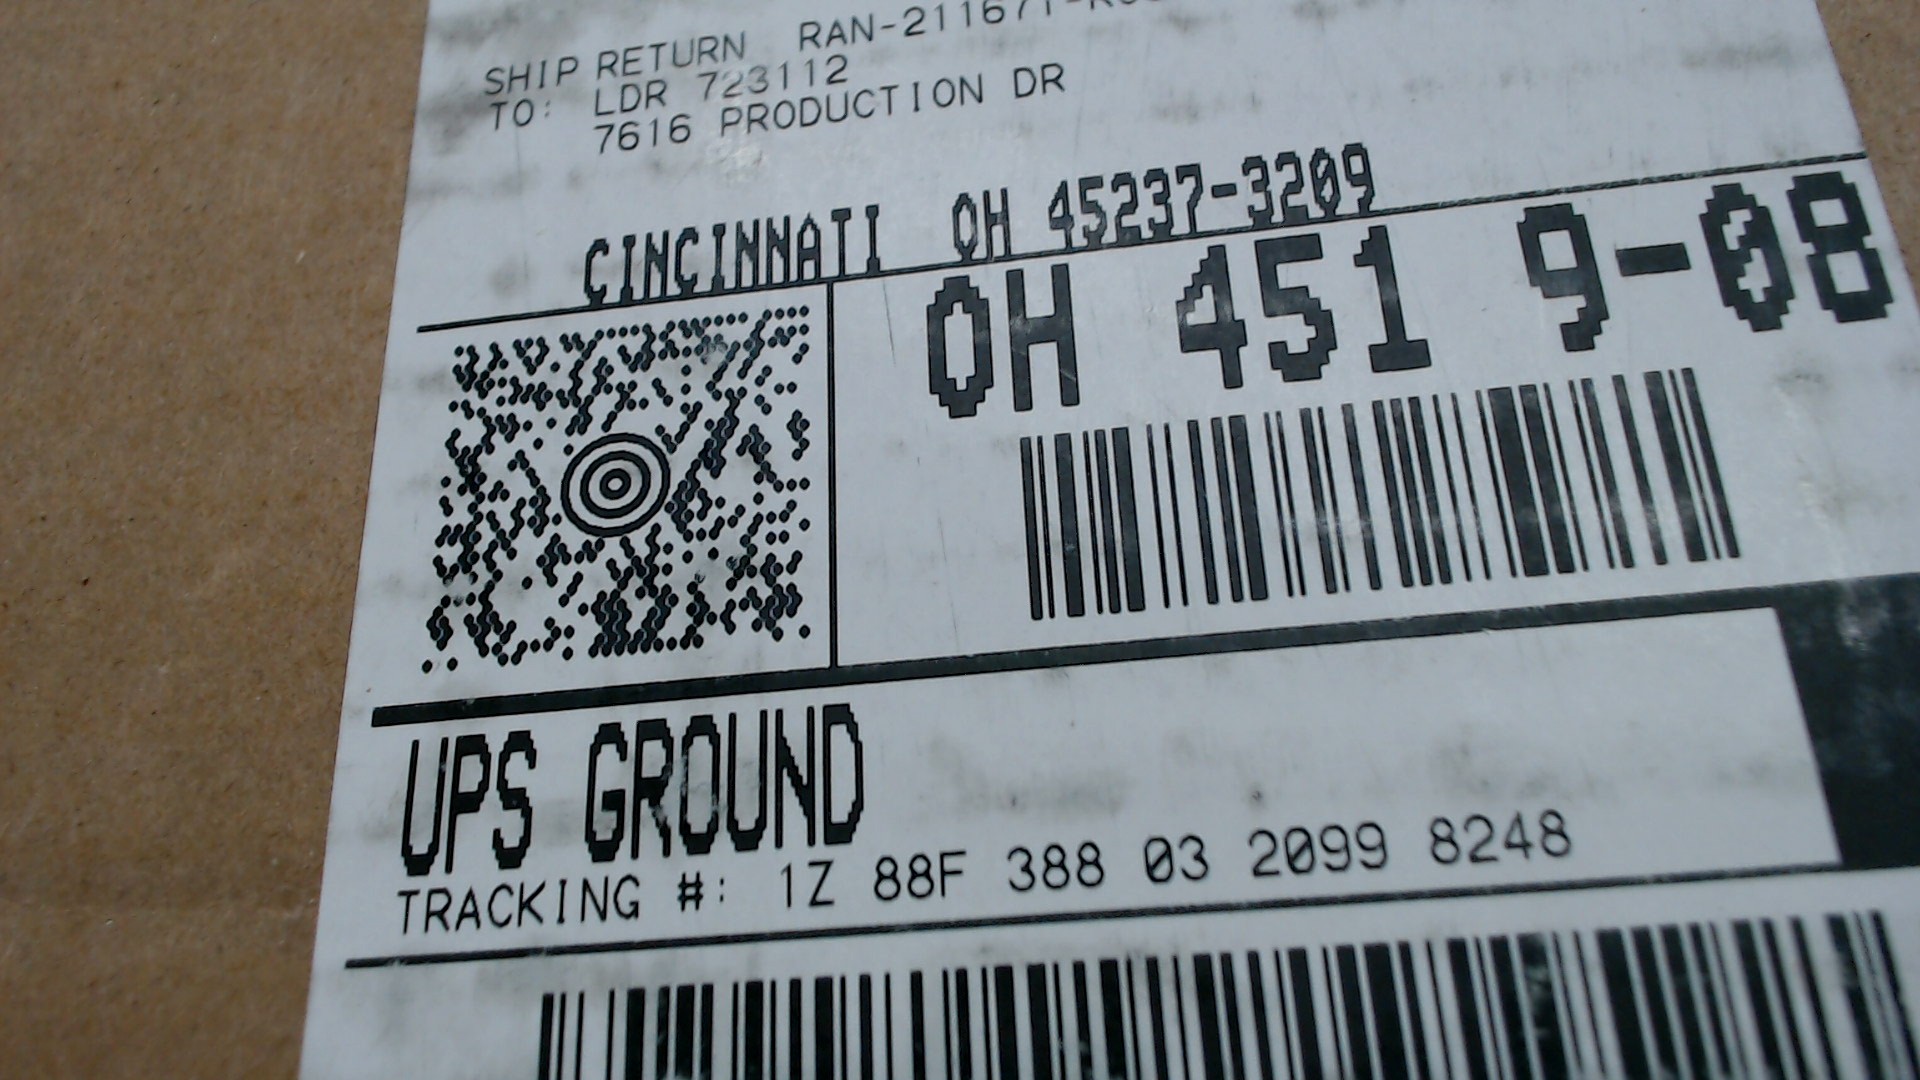 SHIP RETURN RAN-211671-
TO: LDR 723112
7616 PRODUCTION DR
CINCINNATI OH 45237-3209
OH 451 9-08
UPS GROUND
TRACKING #: 1Z 88F 388 03 2099 8248